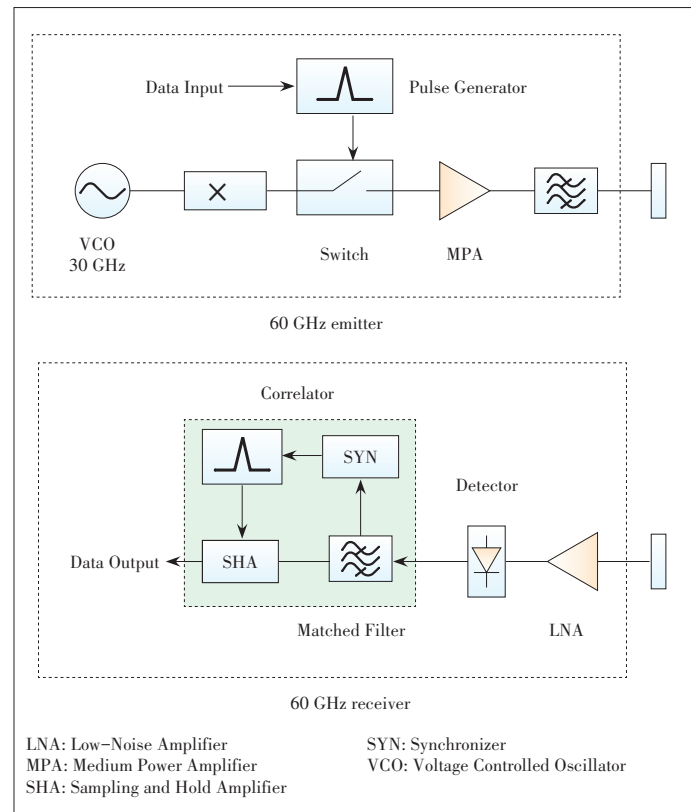 Data Input
Pulse Generator
×
VCO
30 GHz
Switch
MPA
60 GHz emitter
Correlator
SYN
Detector
Data Output
SHA
Matched Filter
LNA
60 GHz receiver
LNA: Low-Noise Amplifier
MPA: Medium Power Amplifier
SHA: Sampling and Hold Amplifier
SYN: Synchronizer
VCO: Voltage Controlled Oscillator